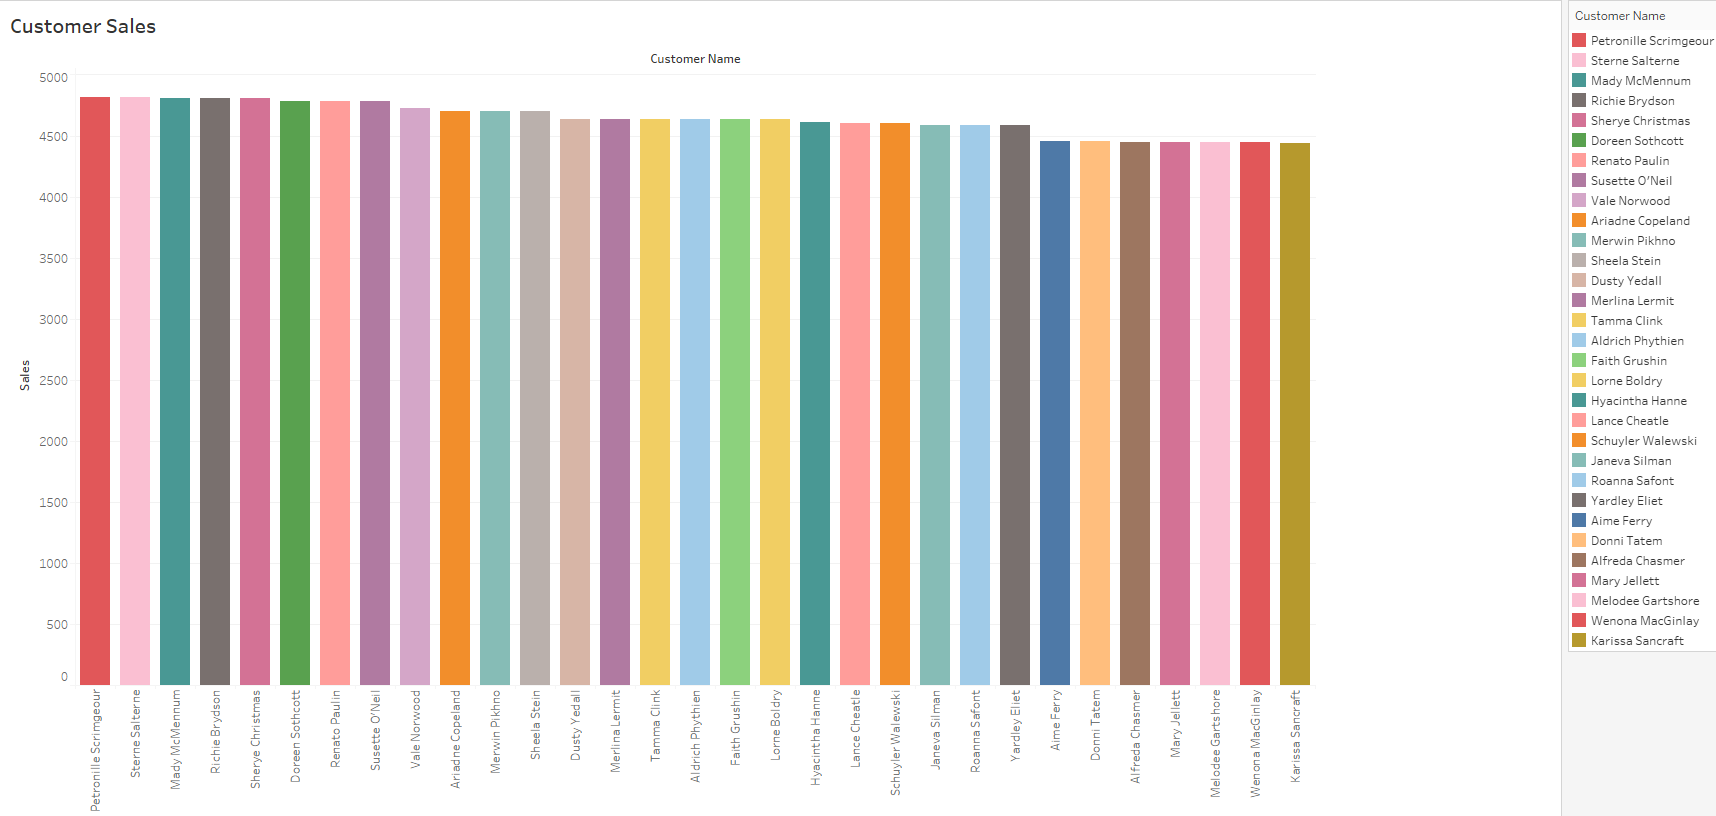 Customer Sales
Customer Name
5000
4500
4000
3500
3000
2500
2000
1500
1000
500
0
Sales
Petronille Scrimgeour
Sterne Salterne
Mady McMennum
Richie Brydson
Sherye Christmas
Doreen Sothcott
Renato Paulin
Susette O'Neil
Vale Norwood
Ariadne Copeland
Merwin Pikhno
Sheela Stein
Dusty Yedall
Merlina Lermit
Tamma Clink
Aldrich Phythien
Faith Grushin
Lorne Boldry
Hyacintha Hanne
Lance Cheatle
Schuyler Walewski
Janeva Silman
Roanna Safont
Yardley Eliet
Aime Ferry
Donni Tatem
Alfreda Chasmer
Mary Jellett
Melodee Gartshore
Wenona MacGinlay
Karissa Sancraft
Customer Name
Petronille Scrimgeour
Sterne Salterne
Mady McMennum
Richie Brydson
Sherye Christmas
Doreen Sothcott
Renato Paulin
Susette O'Neil
Vale Norwood
Ariadne Copeland
Merwin Pikhno
Sheela Stein
Dusty Yedall
Merlina Lermit
Tamma Clink
Aldrich Phythien
Faith Grushin
Lorne Boldry
Hyacintha Hanne
Lance Cheatle
Schuyler Walewski
Janeva Silman
Roanna Safont
Yardley Eliet
Aime Ferry
Donni Tatem
Alfreda Chasmer
Mary Jellett
Melodee Gartshore
Wenona MacGinlay
Karissa Sancraft